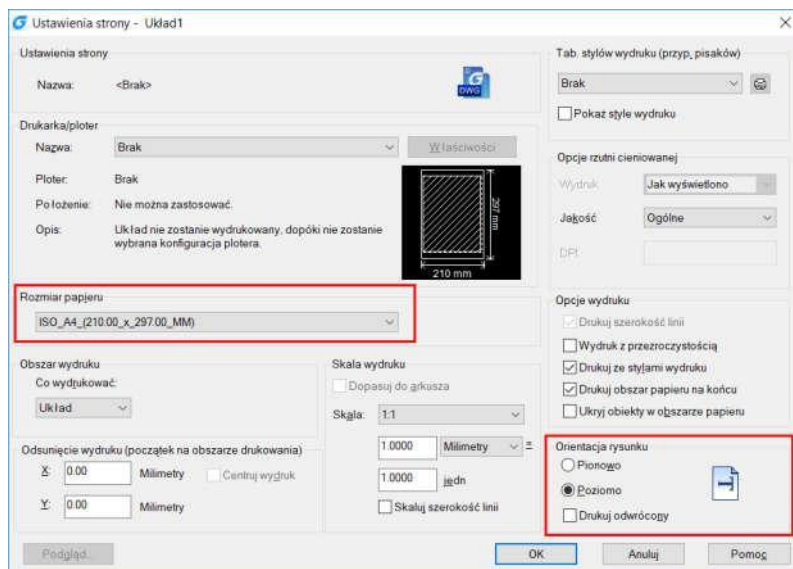 Ustawienia strony - Układ1
Ustawienia strony
Nazwa: <Brak>
G
DWG
Drukarka/ploter
Nazwa: Brak
Właściwości
Ploter: Brak
Położenie: Nie można zastosować.
Opis: Układ nie zostanie wydrukowany, dopóki nie zostanie
wybrana konfiguracja plotera.
297 mm
210 mm
Rozmiar papieru
ISO_A4_(210.00_x_297.00_MM)
Obszar wydruku
Co wydrukować:
Układ
Odsunięcie wydruku (początek na obszarze drukowania)
X: 0.00 Milimetry
Centruj wydruk
Y: 0.00 Milimetry
Skala wydruku
Dopasuj do arkusza
Skala: 1:1
1.0000 Milimetry =
1.0000 jedn
Skaluj szerokość linii
Tab. stylów wydruku (przyp. pisaków)
Brak
Pokaż style wydruku
Opcje rzutni cieniowanej
Wydruk Jak wyświetlono
Jakość Ogólne
DPI
Opcje wydruku
Drukuj szerokość linii
Wydruk z przezroczystością
Drukuj ze stylami wydruku
Drukuj obszar papieru na końcu
Ukryj obiekty w obszarze papieru
Orientacja rysunku
Pionowo
Poziomo
Drukuj odwrócony
Podgląd...
OK
Anuluj
Pomoc